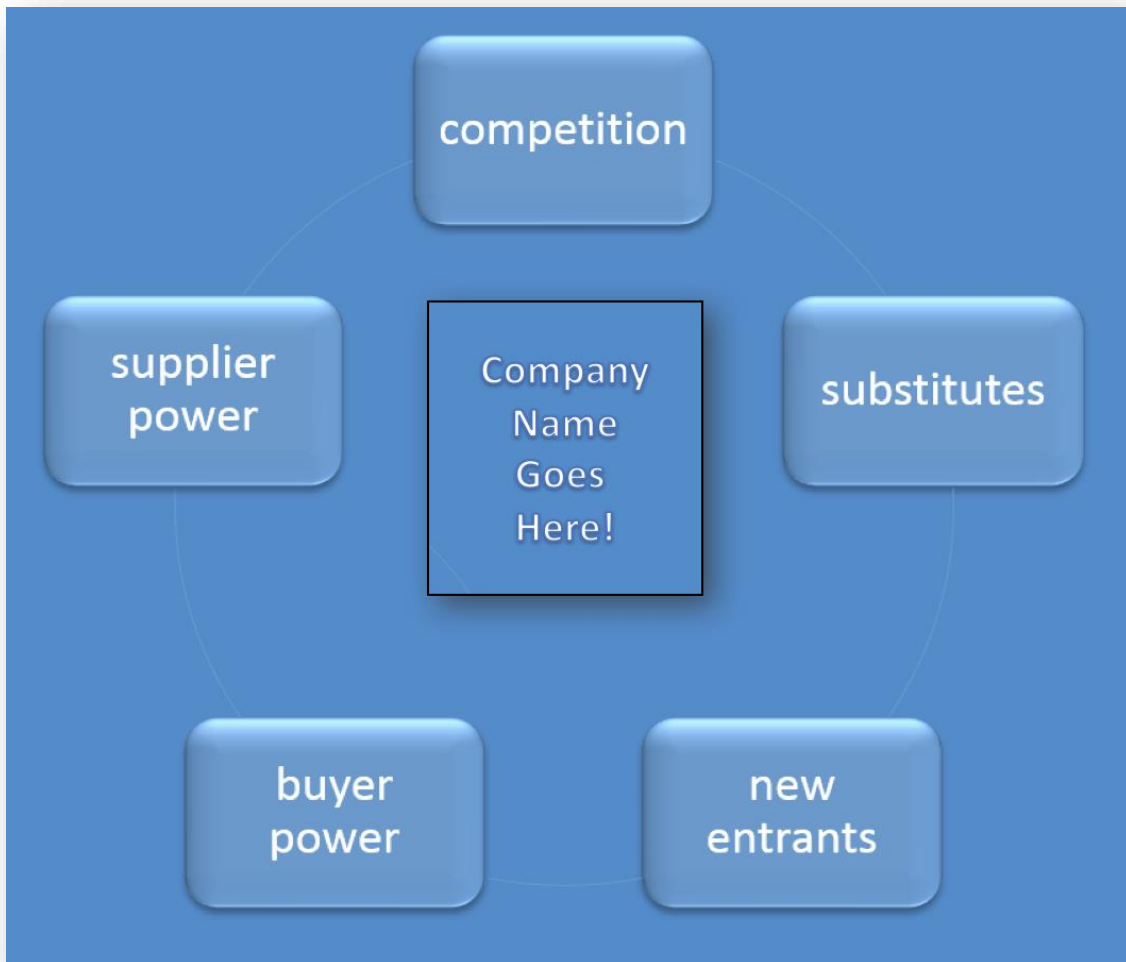 competition
supplier
power
Company
Name
Goes
Here!
substitutes
buyer
power
new
entrants